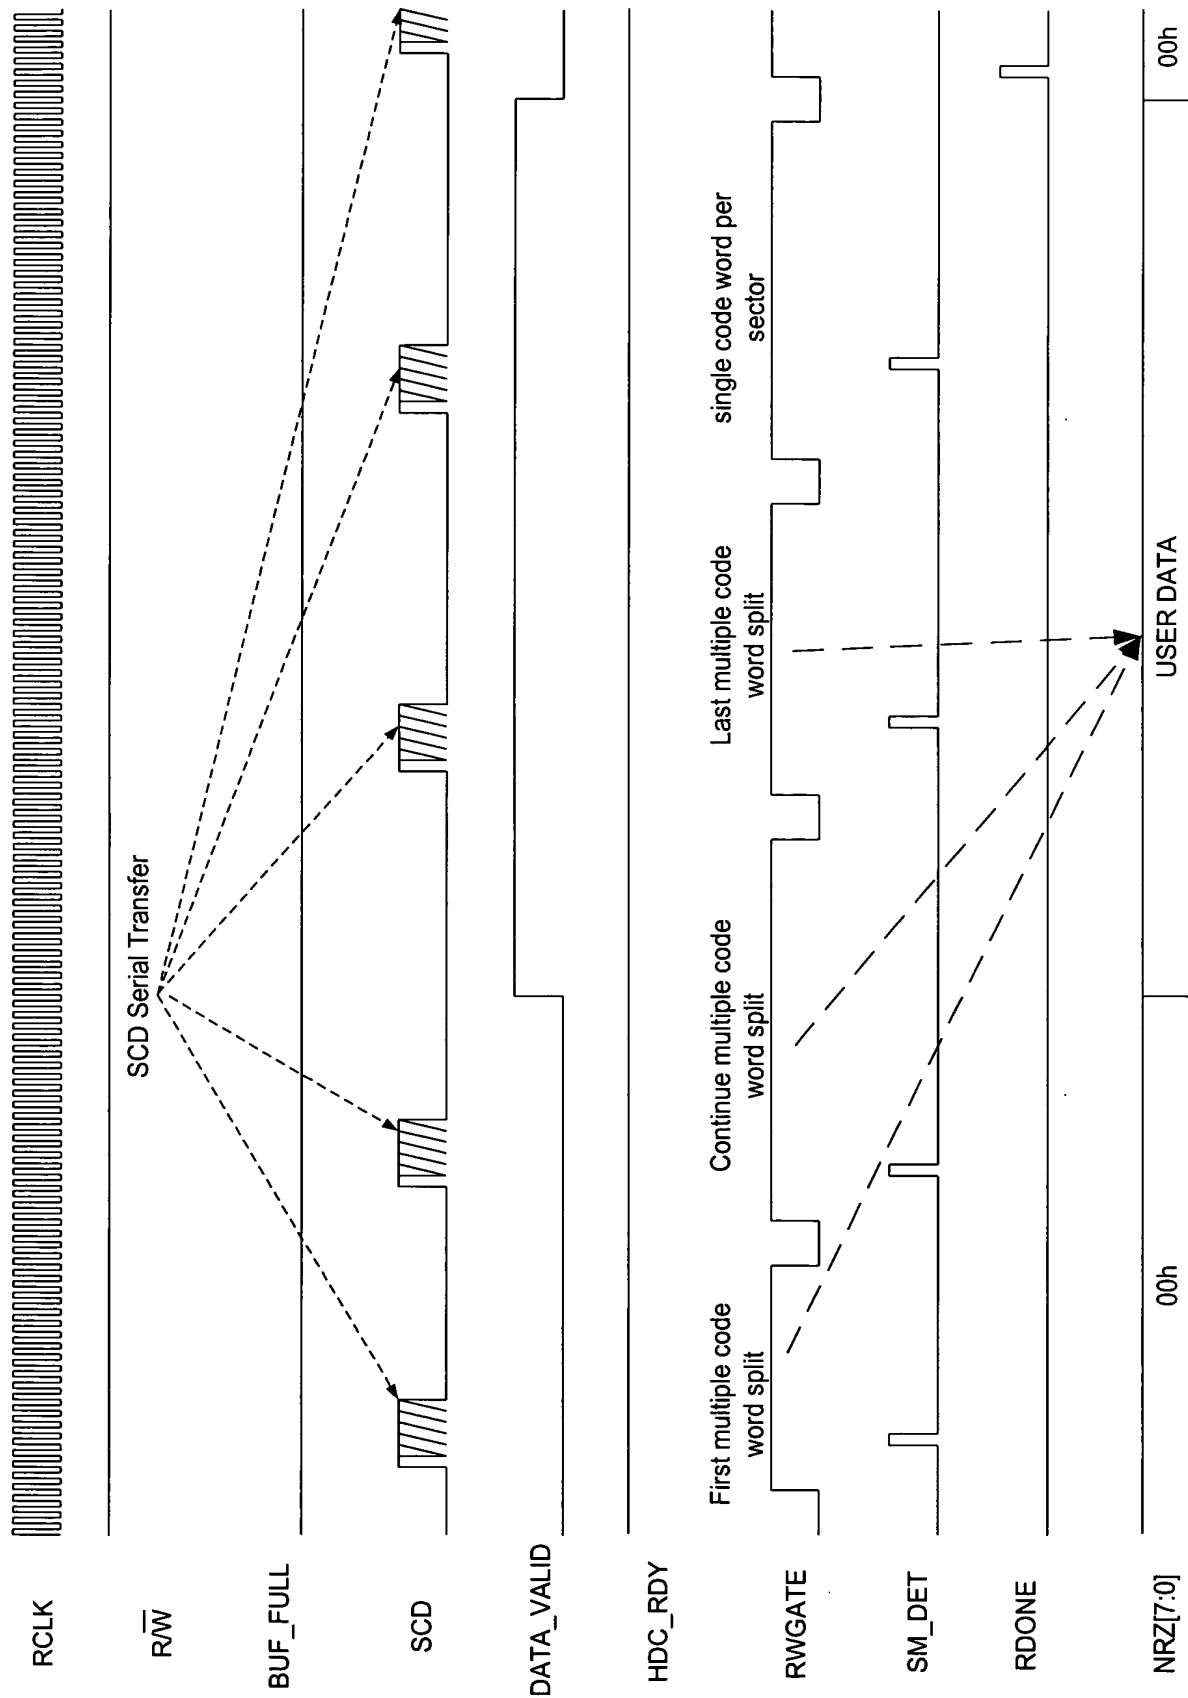 RCLK
R/W̅
SCD Serial Transfer
BUF_FULL
SCD
DATA_VALID
HDC_RDY
First multiple code
word split
Continue multiple code
word split
Last multiple code
word split
single code word per
sector
RWGATE
SM_DET
RDONE
NRZ[7:0]
00h
USER DATA
00h